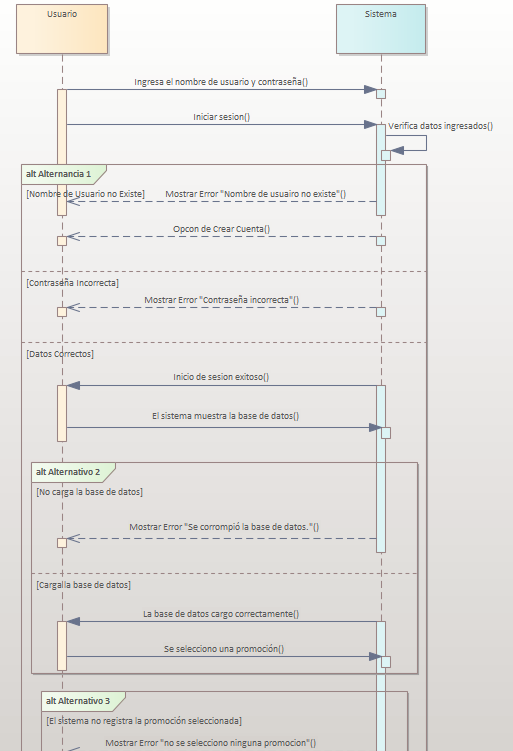 Usuario
Sistema
Ingresa el nombre de usuario y contraseña()
Iniciar sesion()
Verifica datos ingresados()
alt Alternancia 1
[Nombre de Usuario no Existe]
Mostrar Error "Nombre de usuairo no existe"()
Opcon de Crear Cuenta()
[Contraseña Incorrecta]
Mostrar Error "Contraseña incorrecta"()
[Datos Correctos]
Inicio de sesion exitoso()
El sistema muestra la base de datos()
alt Alternativo 2
[No carga la base de datos]
Mostrar Error "Se corrompió la base de datos."()
[Cargalla base de datos]
La base de datos cargo correctamente()
Se selecciono una promoción()
alt Alternativo 3
[El sistema no registra la promoción seleccionada]
Mostrar Error "no se selecciono ninguna promocion"()